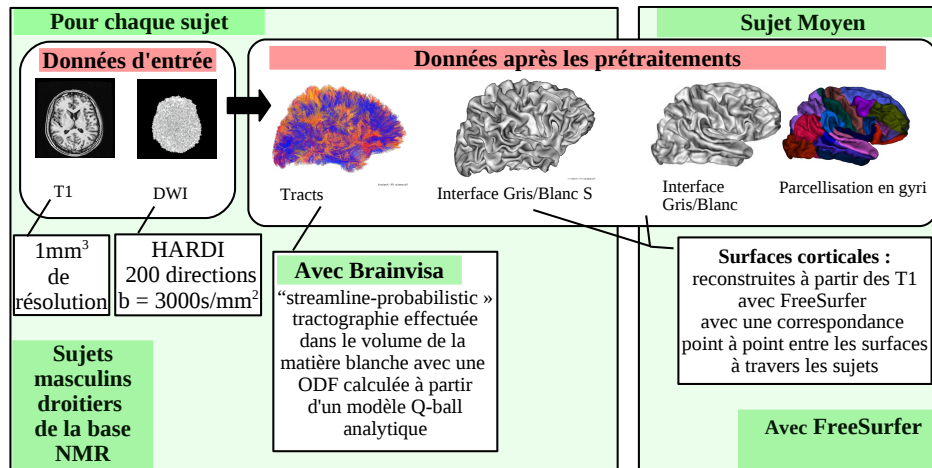 Pour chaque sujet
Sujet Moyen
Données d'entrée
Données après les prétraitements
T1
DWI
Tracts
Interface Gris/Blanc S
Interface
Gris/Blanc
Parcellisation en gyri
1mm³
de
résolution
HARDI
200 directions
b = 3000s/mm²
Avec Brainvisa
“streamline-probabilistic »
tractographie effectuée
dans le volume de la
matière blanche avec une
ODF calculée à partir
d'un modèle Q-ball
analytique
Surfaces corticales :
reconstruites à partir des T1
avec FreeSurfer
avec une correspondance
point à point entre les surfaces
à travers les sujets
Sujets
masculins
droitiers
de la base
NMR
Avec FreeSurfer